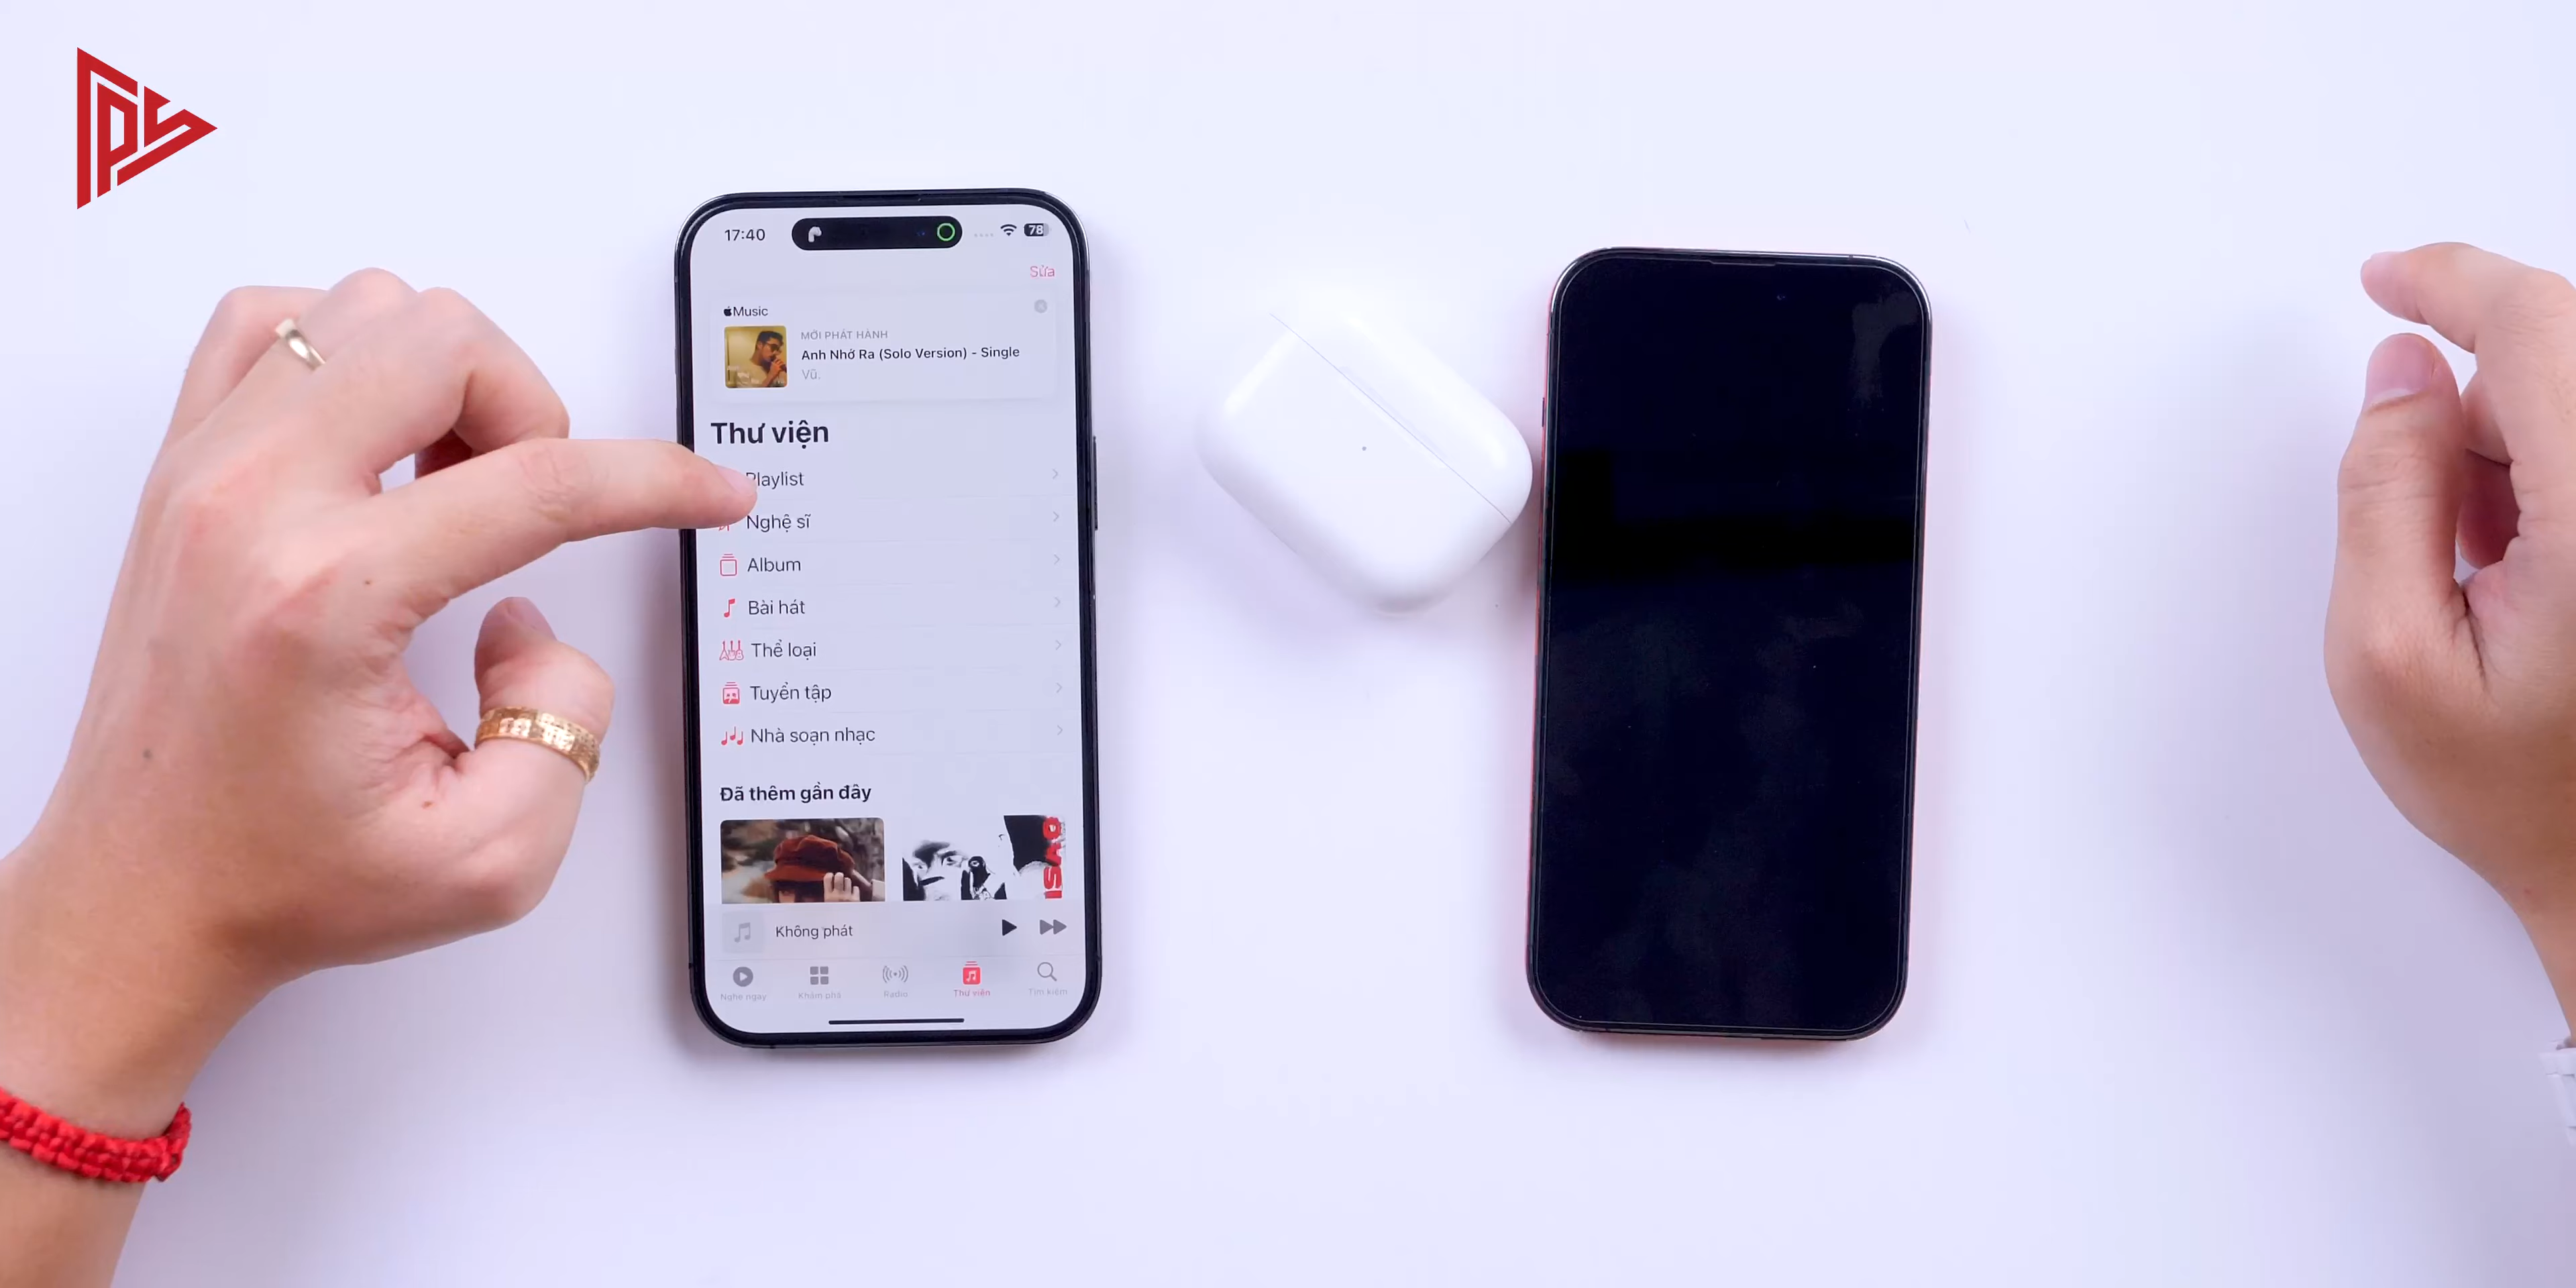 17:40
78
Sửa
Music
MỚI PHÁT HÀNH
Anh Nhớ Ra (Solo Version) - Single
Vũ.
Thư viện
Playlist
Nghệ sĩ
Album
Bài hát
Thể loại
Tuyển tập
Nhà soạn nhạc
Đã thêm gần đây
Không phát
Nghe ngay
Khám phá
Radio
Thư viện
Tìm kiếm